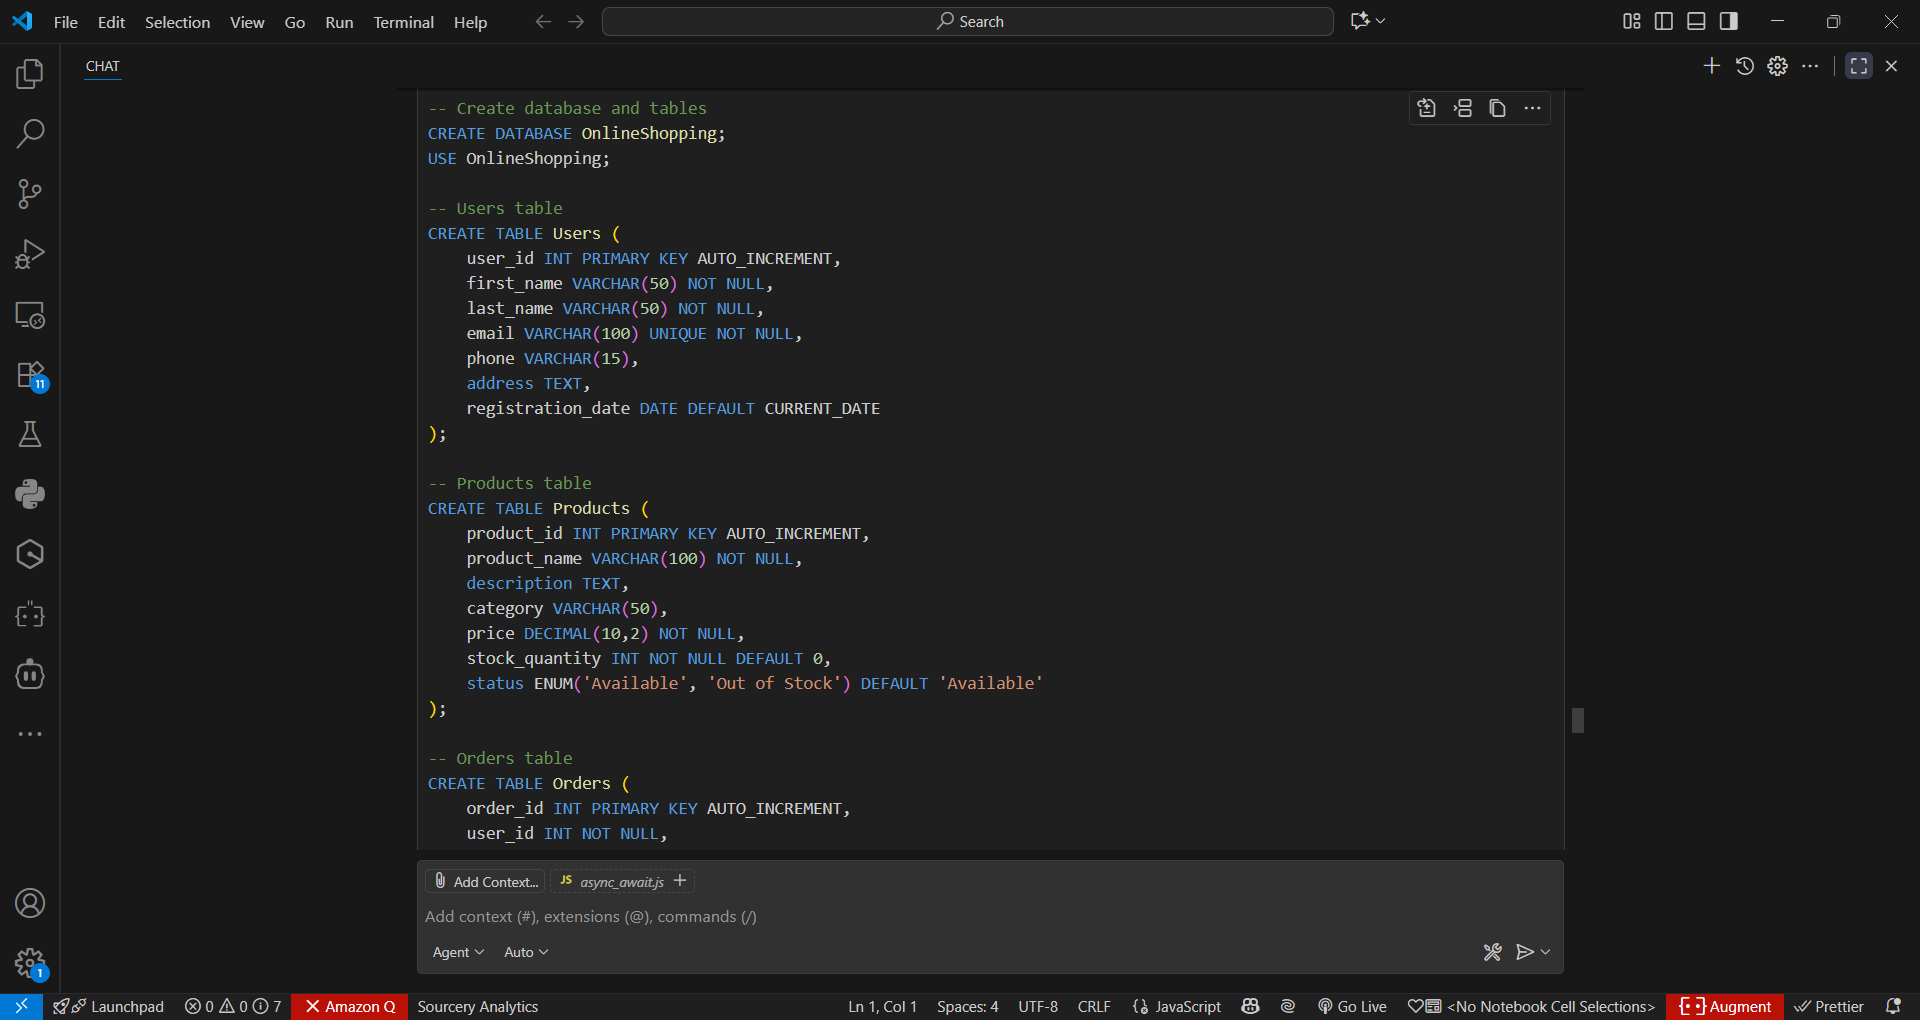 File Edit Selection View Go Run Terminal Help
Search
CHAT
-- Create database and tables
CREATE DATABASE OnlineShopping;
USE OnlineShopping;
-- Users table
CREATE TABLE Users (
user_id INT PRIMARY KEY AUTO_INCREMENT,
first_name VARCHAR(50) NOT NULL,
last_name VARCHAR(50) NOT NULL,
email VARCHAR(100) UNIQUE NOT NULL,
phone VARCHAR(15),
address TEXT,
registration_date DATE DEFAULT CURRENT_DATE
);
-- Products table
CREATE TABLE Products (
product_id INT PRIMARY KEY AUTO_INCREMENT,
product_name VARCHAR(100) NOT NULL,
description TEXT,
category VARCHAR(50),
price DECIMAL(10,2) NOT NULL,
stock_quantity INT NOT NULL DEFAULT 0,
status ENUM('Available', 'Out of Stock') DEFAULT 'Available'
);
-- Orders table
CREATE TABLE Orders (
order_id INT PRIMARY KEY AUTO_INCREMENT,
user_id INT NOT NULL,
11
1
Add Context... JS async_await.js
Add context (#), extensions (@), commands (/)
Agent Auto
Launchpad 0 0 7 Amazon Q Sourcery Analytics Ln 1, Col 1 Spaces: 4 UTF-8 CRLF JavaScript Go Live <No Notebook Cell Selections> Augment Prettier